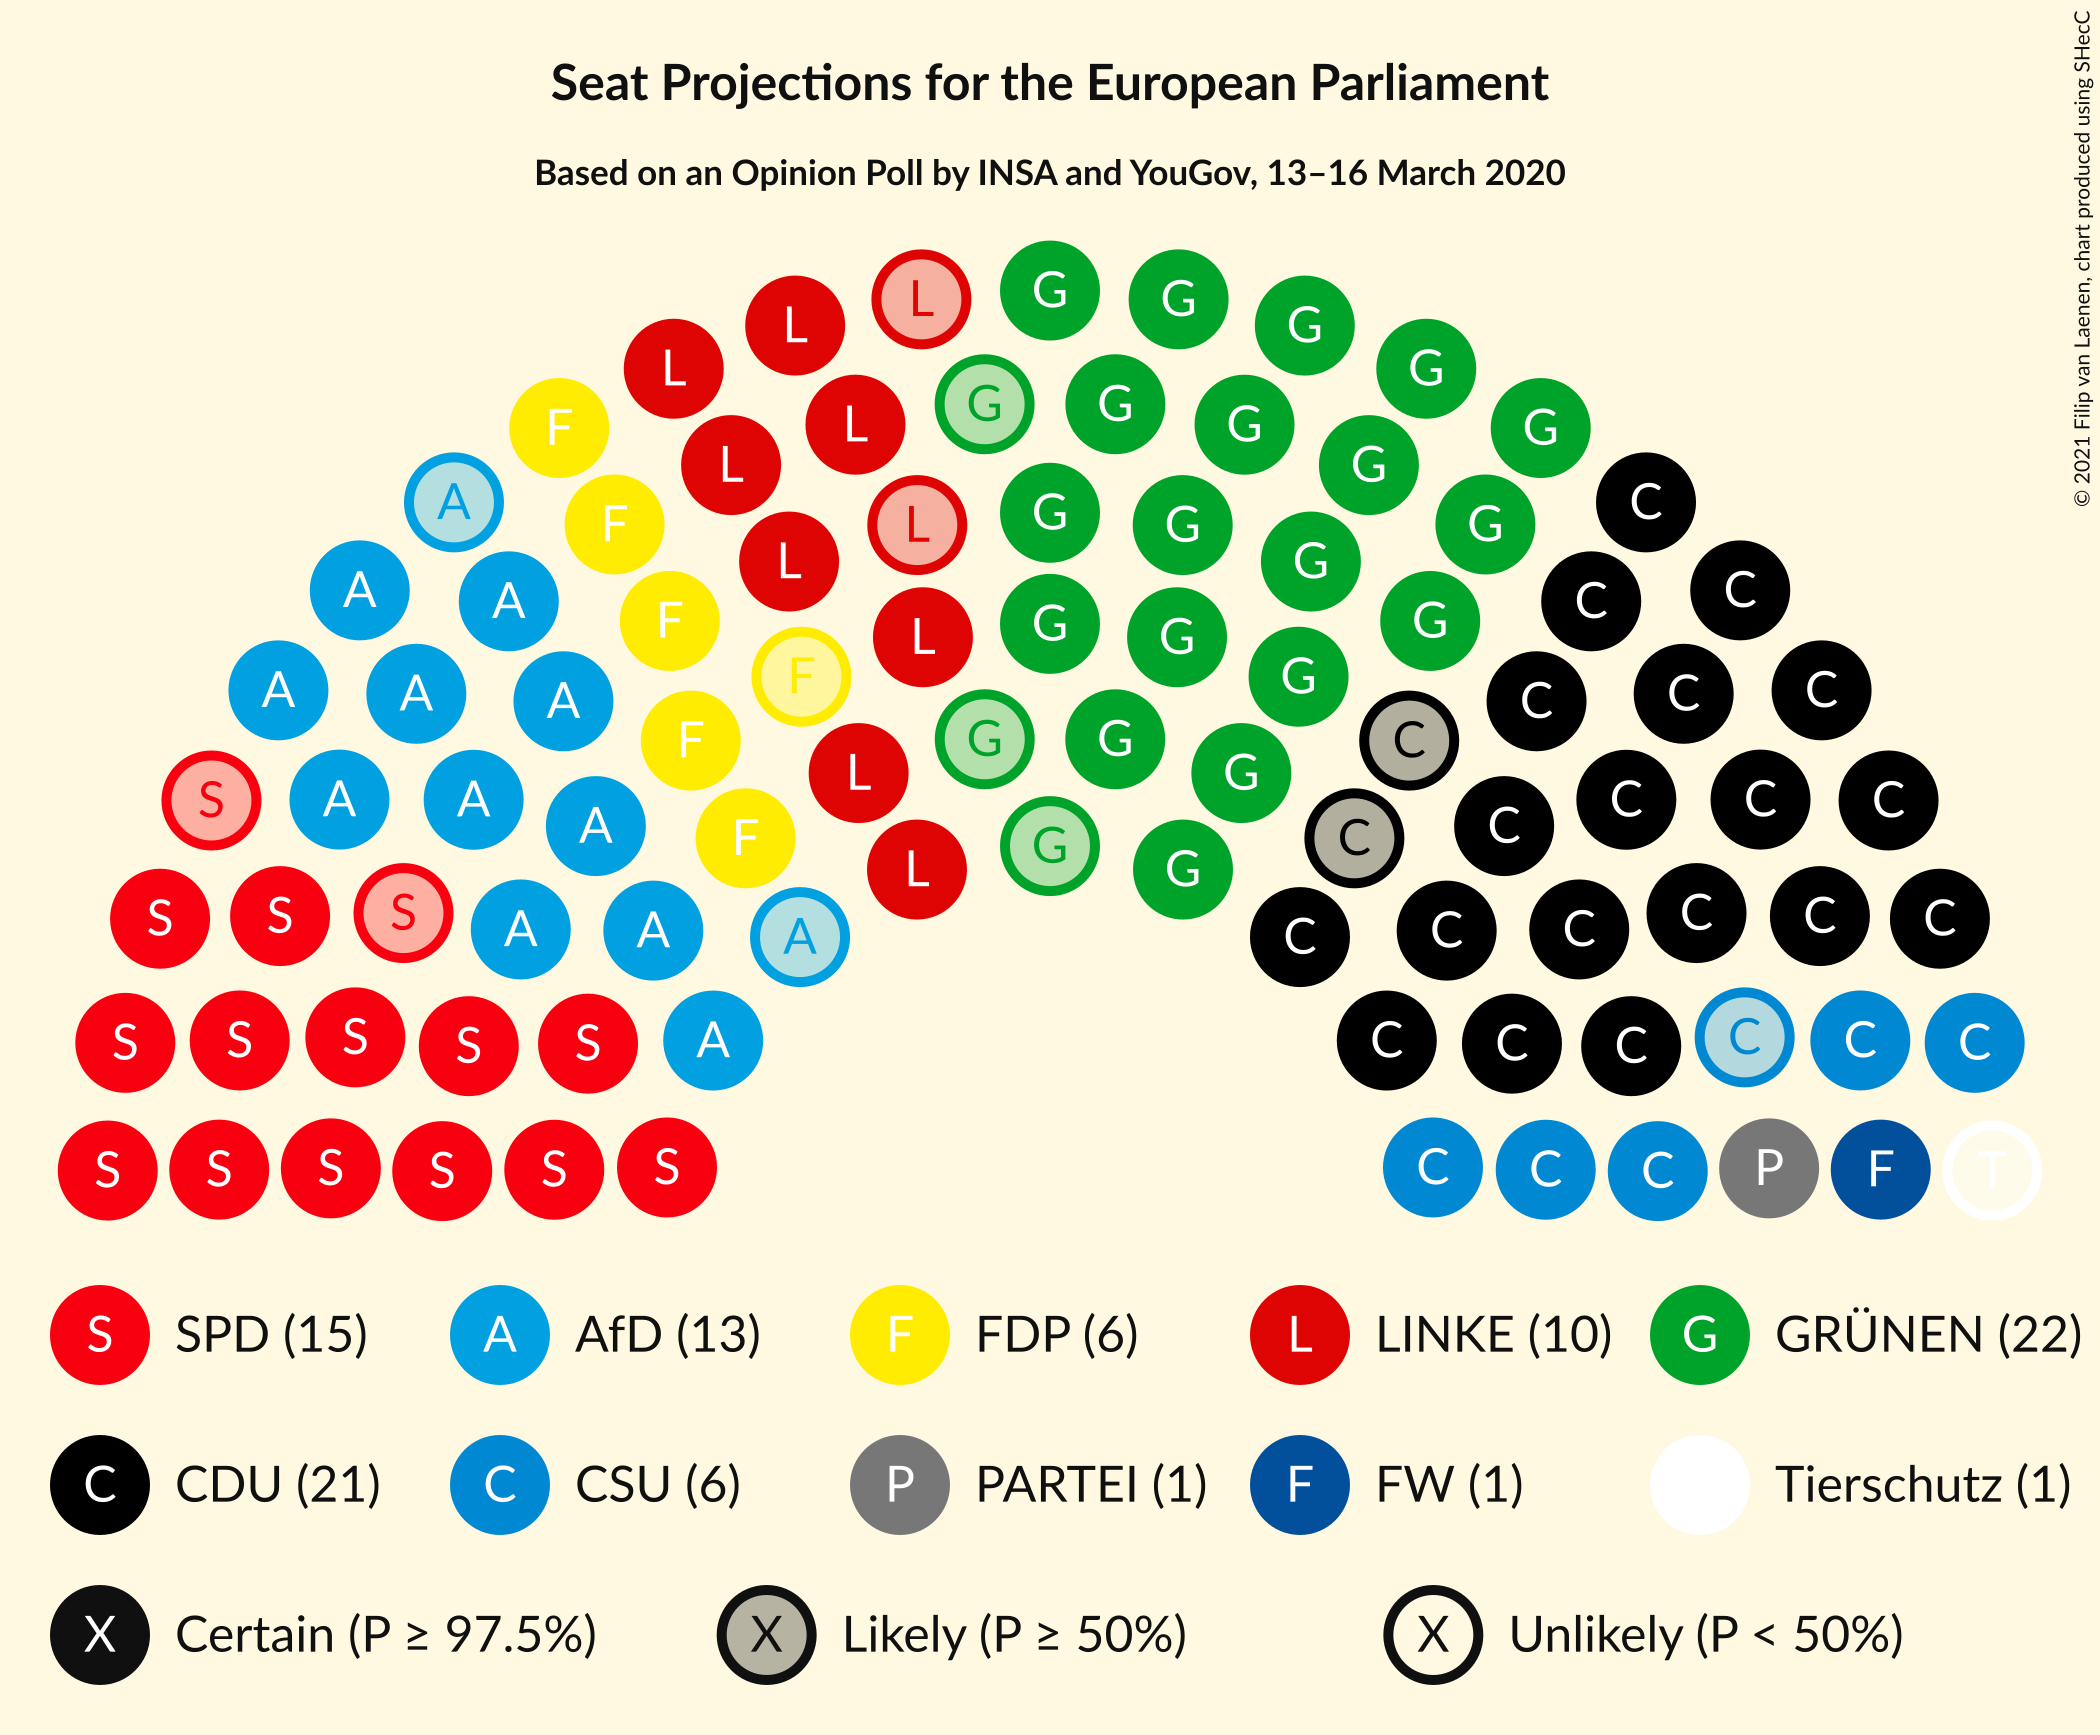 Seat Projections for the European Parliament
Based on an Opinion Poll by INSA and YouGov, 13–16 March 2020
© 2021 Filip van Laenen, chart produced using SHecC
G
L G
L G
L G
F L G G G
A F L G G G C
A A F L L G G G G C C
A A A F F L G G G G C C C C
S A A A F L G G G C C C C C
S S S A A F A L G G C C C C C C C C
S S S S S A C C C C C C
S S S S S S C C C P F T
S SPD (15) A AfD (13) F FDP (6) L LINKE (10) G GRÜNEN (22)
C CDU (21) C CSU (6) P PARTEI (1) F FW (1) Tierschutz (1)
X Certain (P ≥ 97.5%) X Likely (P ≥ 50%) X Unlikely (P < 50%)